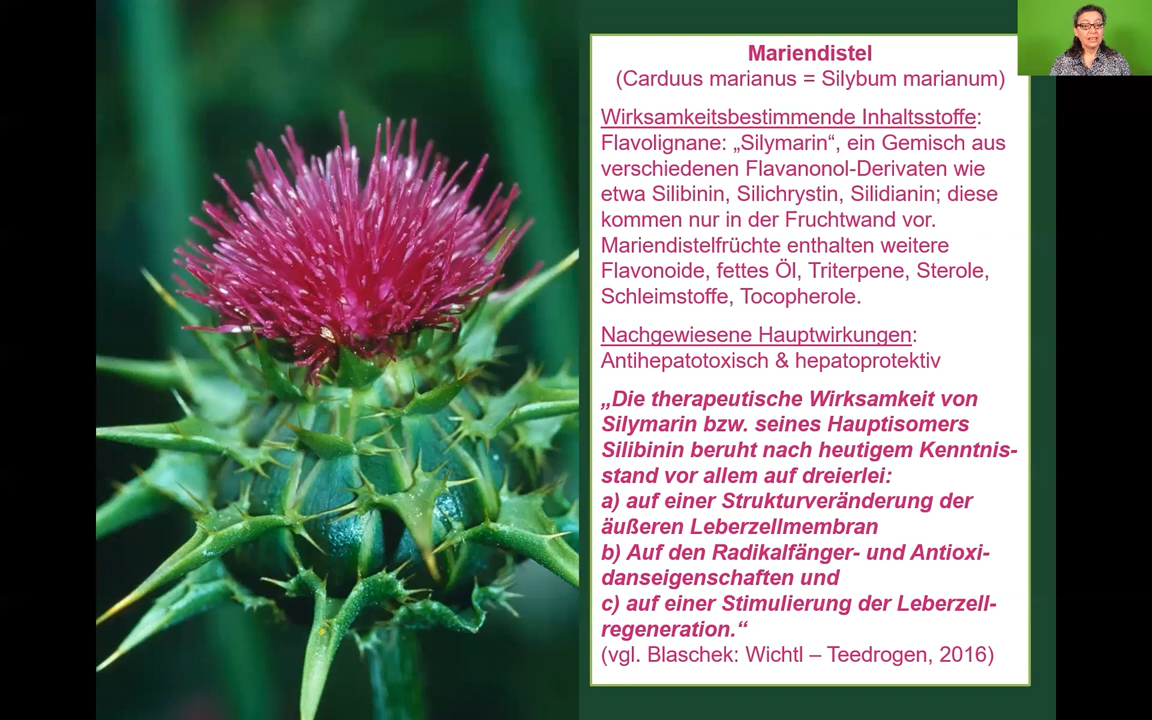 Mariendistel
(Carduus marianus = Silybum marianum)
Wirksamkeitsbestimmende Inhaltsstoffe:
Flavolignane: „Silymarin“, ein Gemisch aus
verschiedenen Flavanonol-Derivaten wie
etwa Silibinin, Silichrystin, Silidianin; diese
kommen nur in der Fruchtwand vor.
Mariendistelfrüchte enthalten weitere
Flavonoide, fettes Öl, Triterpene, Sterole,
Schleimstoffe, Tocopherole.
Nachgewiesene Hauptwirkungen:
Antihepatotoxisch & hepatoprotektiv
„Die therapeutische Wirksamkeit von
Silymarin bzw. seines Hauptisomers
Silibinin beruht nach heutigem Kenntnis-
stand vor allem auf dreierlei:
a) auf einer Strukturveränderung der
äußeren Leberzellmembran
b) Auf den Radikalfänger- und Antioxi-
danseigenschaften und
c) auf einer Stimulierung der Leberzell-
regeneration.“
(vgl. Blaschek: Wichtl – Teedrogen, 2016)